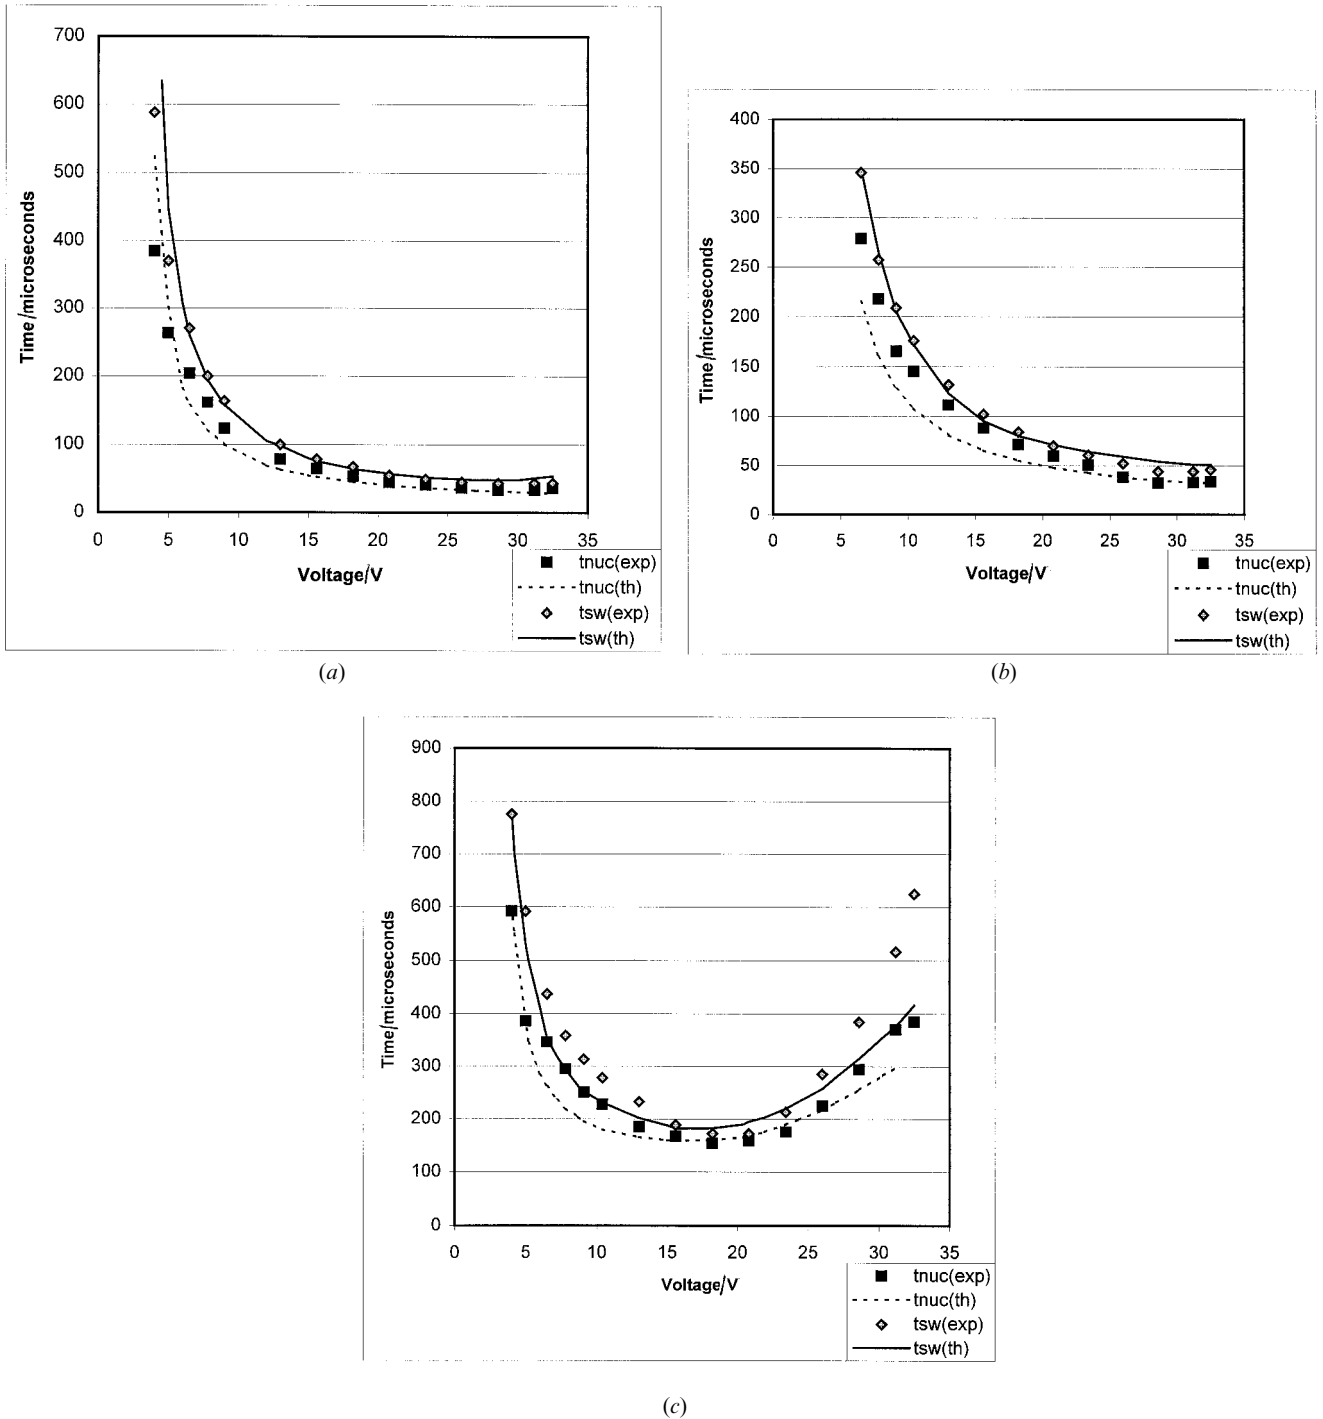 700
600
500
400
300
200
100
0
0 5 10 15 20 25 30 35
Time/microseconds
Voltage/V
tnuc(exp)
tnuc(th)
tsw(exp)
tsw(th)
(a)
400
350
300
250
200
150
100
50
0
0 5 10 15 20 25 30 35
Time/microseconds
Voltage/V
tnuc(exp)
tnuc(th)
tsw(exp)
tsw(th)
(b)
900
800
700
600
500
400
300
200
100
0
0 5 10 15 20 25 30 35
Time/microseconds
Voltage/V
tnuc(exp)
tnuc(th)
tsw(exp)
tsw(th)
(c)